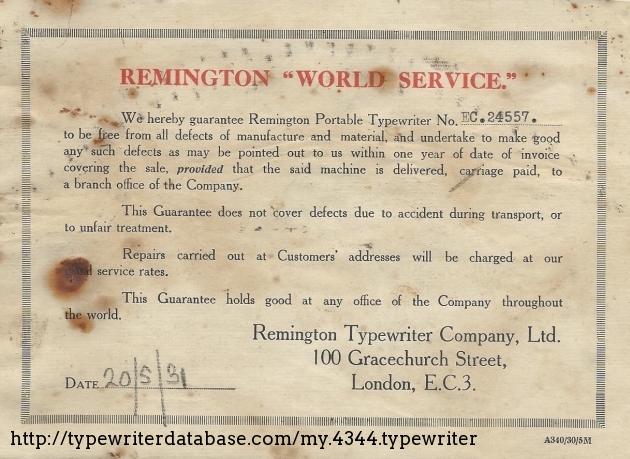 REMINGTON "WORLD SERVICE."
We hereby guarantee Remington Portable Typewriter No. EC.24557.
to be free from all defects of manufacture and material, and undertake to make good
any such defects as may be pointed out to us within one year of date of invoice
covering the sale, provided that the said machine is delivered, carriage paid, to
a branch office of the Company.
This Guarantee does not cover defects due to accident during transport, or
to unfair treatment.
Repairs carried out at Customers' addresses will be charged at our
usual service rates.
This Guarantee holds good at any office of the Company throughout
the world.
Remington Typewriter Company, Ltd.
100 Gracechurch Street,
London, E.C.3.
DATE 20/5/31
http://typewriterdatabase.com/my.4344.typewriter
A340/30/5M